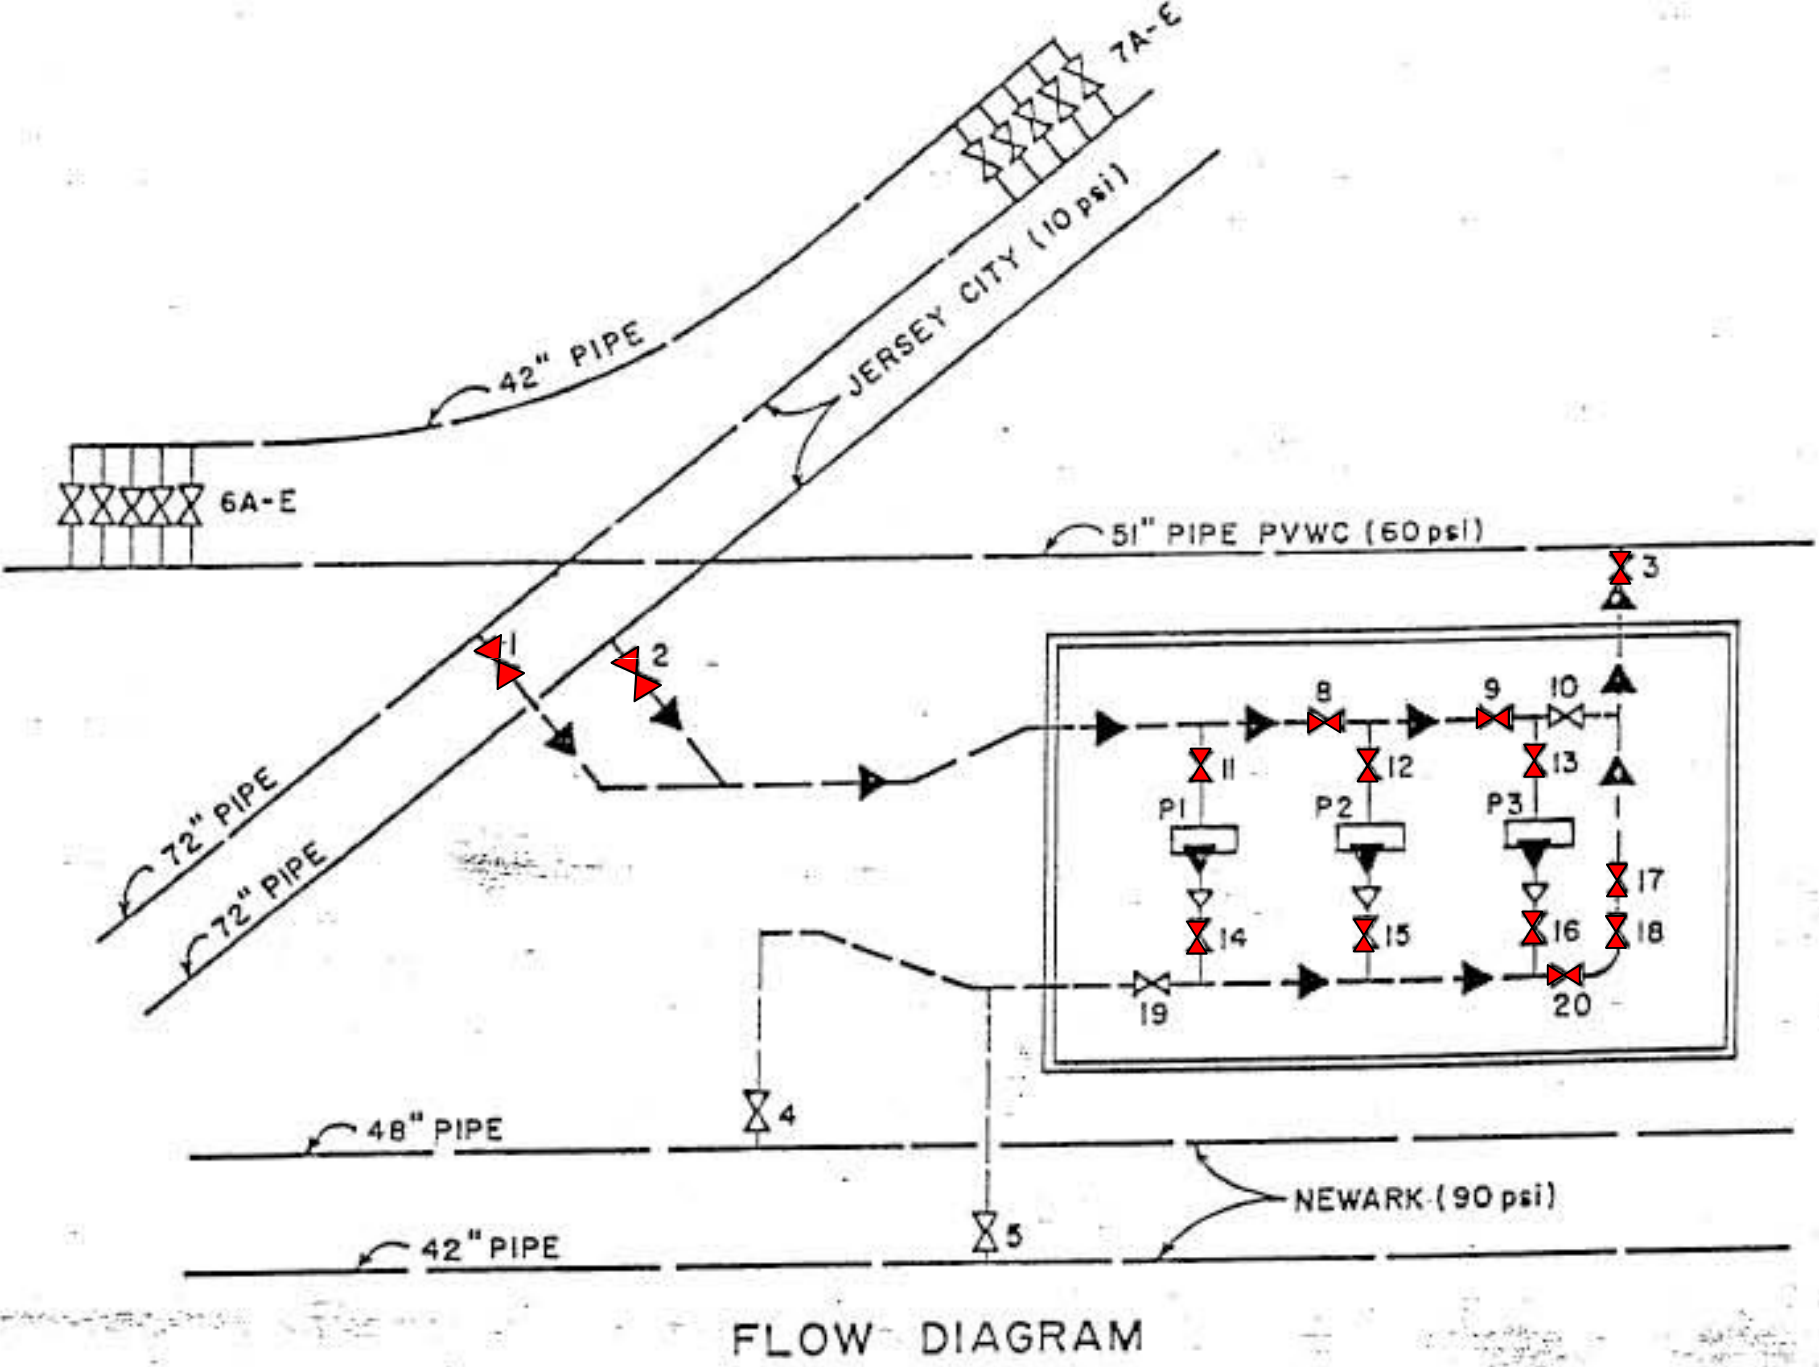 7A-E
JERSEY CITY (10 psi)
42" PIPE
6A-E
51" PIPE PVWC (60 psi)
3
1
2
8
9
10
11
12
13
P1
P2
P3
72" PIPE
72" PIPE
17
14
15
16
18
19
20
4
48" PIPE
NEWARK (90 psi)
5
42" PIPE
FLOW DIAGRAM